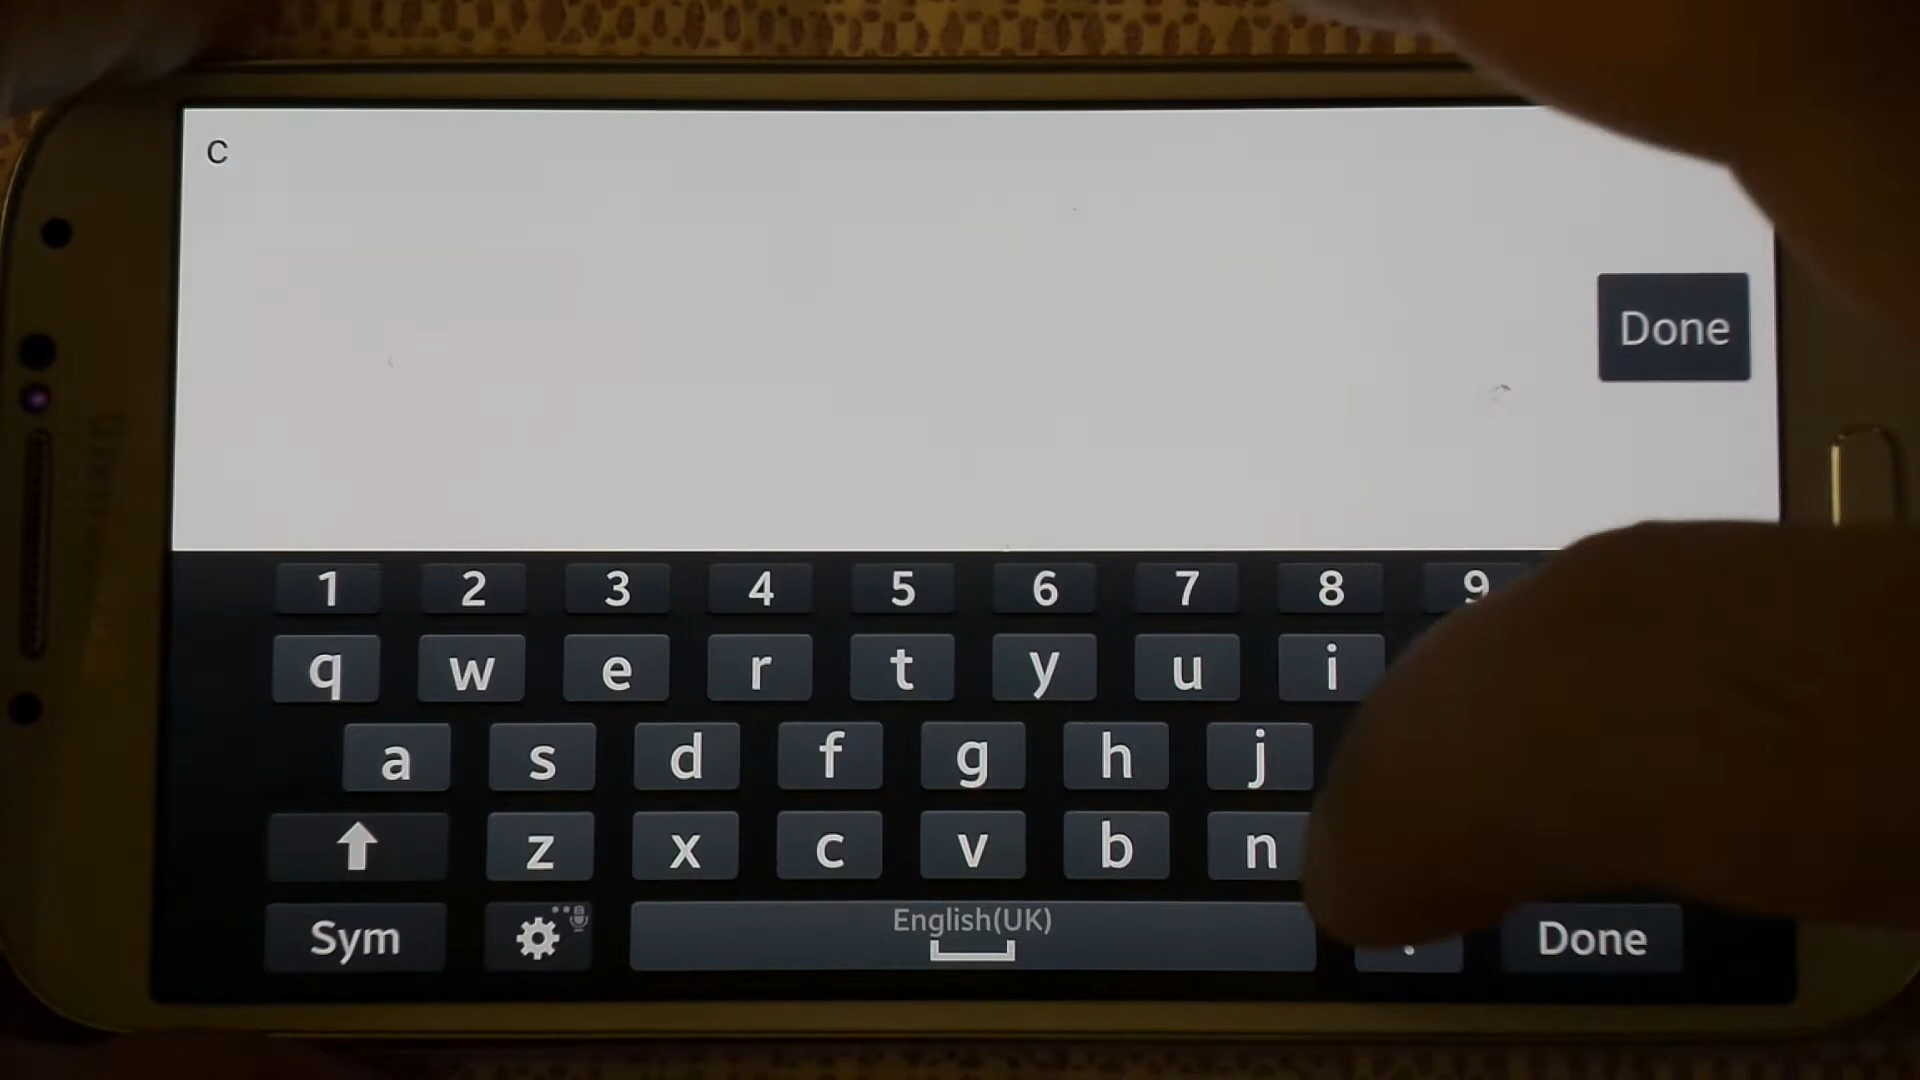 C
Done
1 2 3 4 5 6 7 8 9
q w e r t y u i
a s d f g h j
z x c v b n
English(UK)
Sym . Done